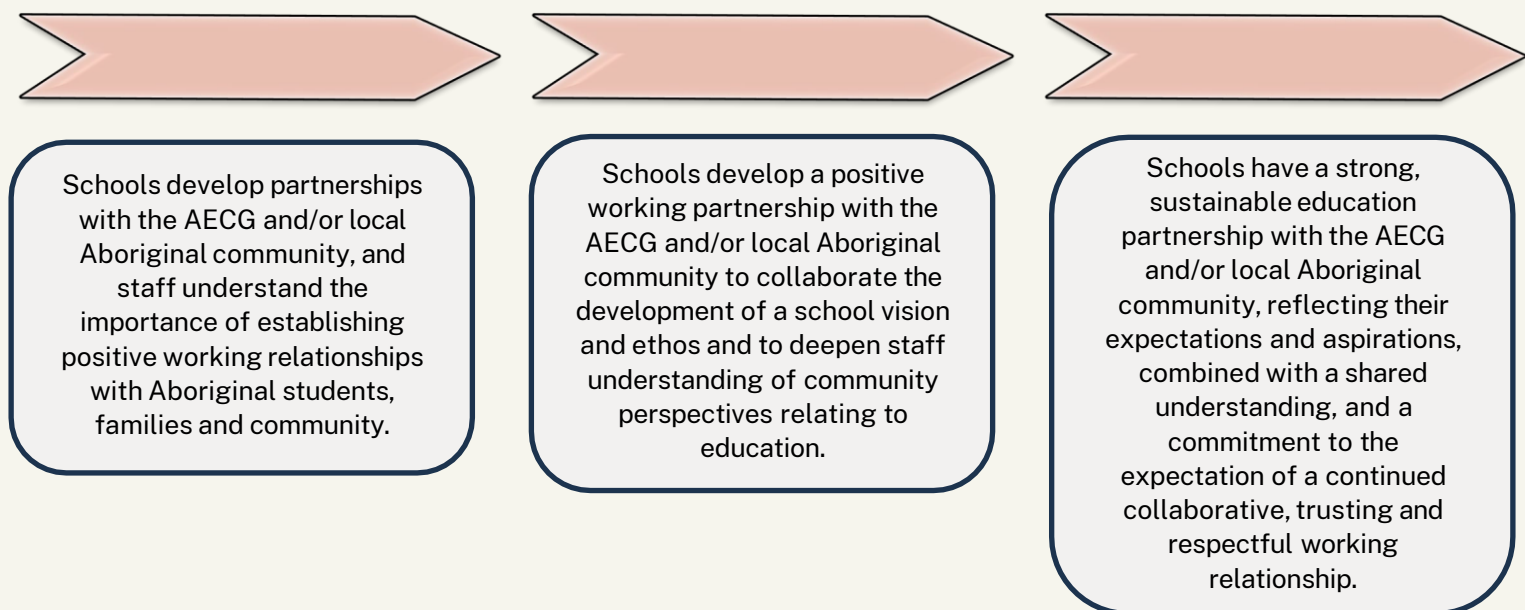 Schools develop partnerships
with the AECG and/or local
Aboriginal community, and
staff understand the
importance of establishing
positive working relationships
with Aboriginal students,
families and community.
Schools develop a positive
working partnership with the
AECG and/or local Aboriginal
community to collaborate the
development of a school vision
and ethos and to deepen staff
understanding of community
perspectives relating to
education.
Schools have a strong,
sustainable education
partnership with the AECG
and/or local Aboriginal
community, reflecting their
expectations and aspirations,
combined with a shared
understanding, and a
commitment to the
expectation of a continued
collaborative, trusting and
respectful working
relationship.